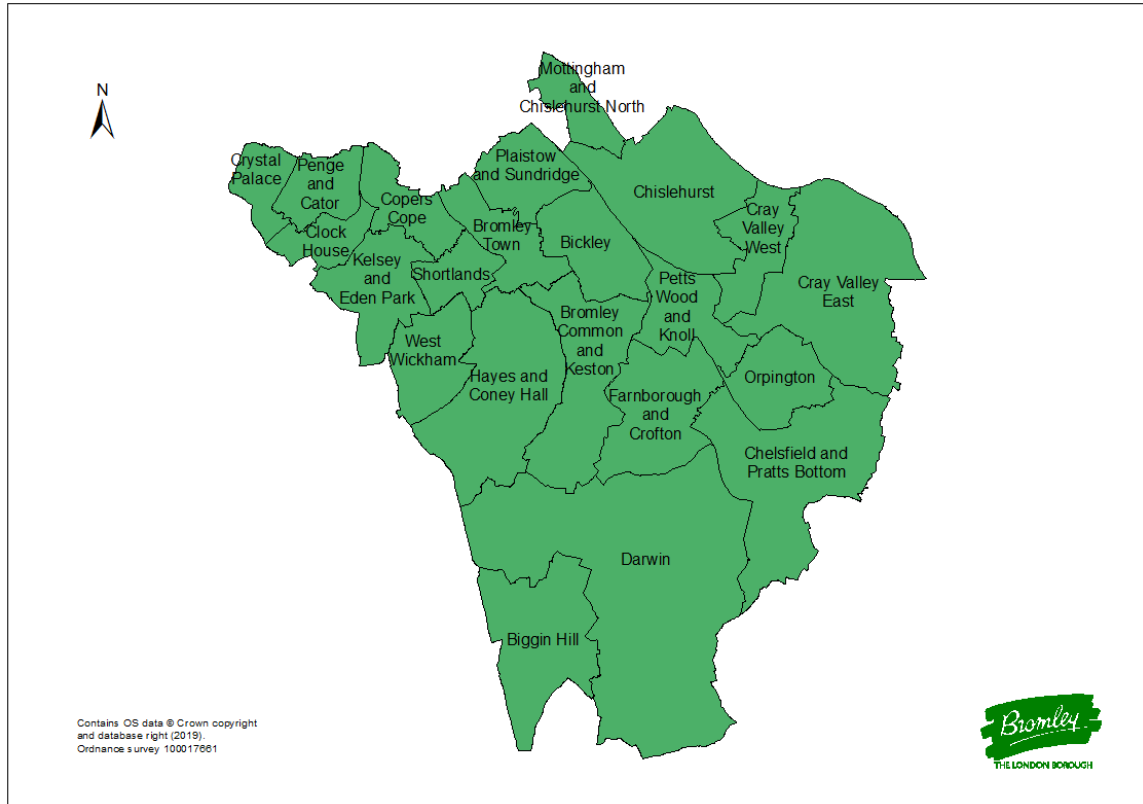 N
Mottingham
and
Chislehurst North
Crystal
Palace
Penge
and
Cator
Plaistow
and Sundridge
Chislehurst
Copers
Cope
Cray
Valley
West
Clock
House
Bromley
Town
Bickley
Kelsey
and
Eden Park
Shortlands
Petts
Wood
and
Knoll
Cray Valley
East
Bromley
Common
and
Keston
West
Wickham
Hayes and
Coney Hall
Orpington
Farnborough
and
Crofton
Chelsfield and
Pratts Bottom
Darwin
Biggin Hill
Contains OS data © Crown copyright
and database right (2019).
Ordnance survey 100017661
Bromley
THE LONDON BOROUGH